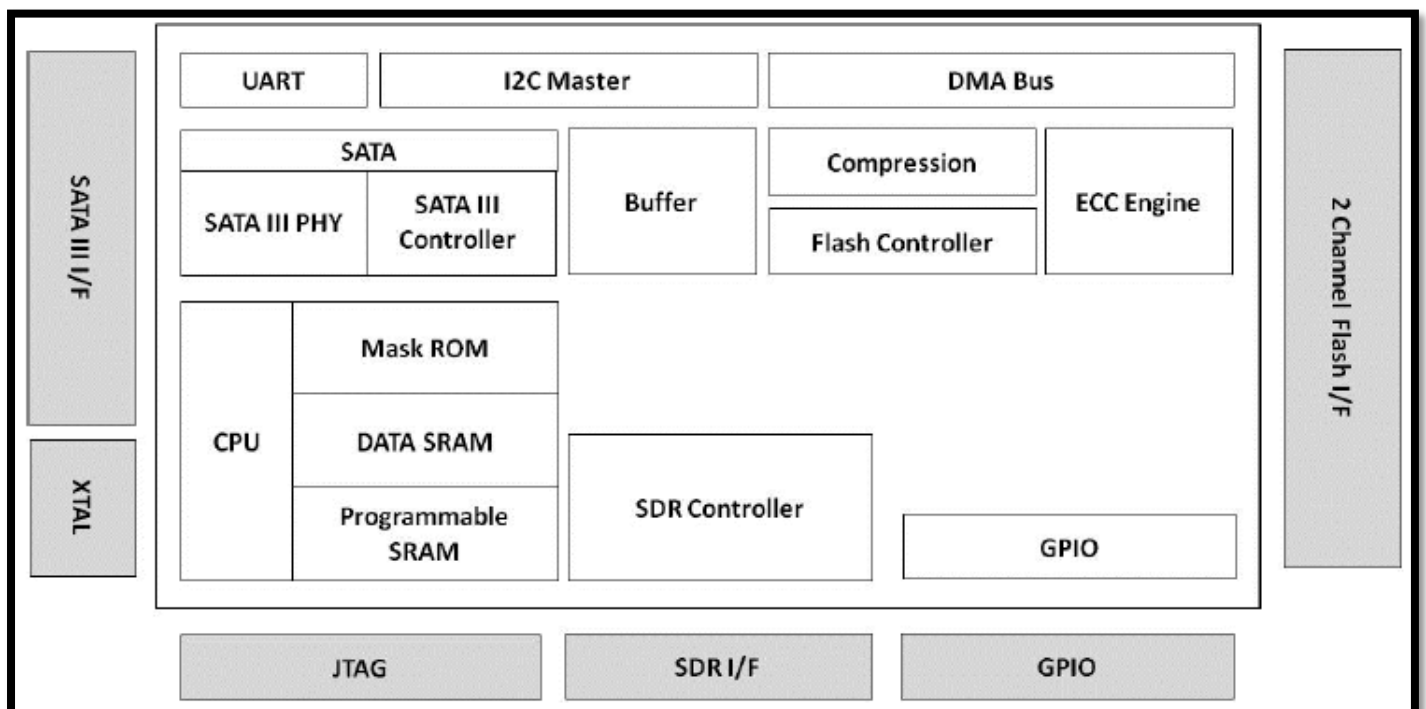 UART
I2C Master
DMA Bus
SATA
SATA III PHY
SATA III
Controller
Buffer
Compression
Flash Controller
ECC Engine
SATA III I/F
XTAL
CPU
Mask ROM
DATA SRAM
Programmable
SRAM
SDR Controller
GPIO
2 Channel Flash I/F
JTAG
SDR I/F
GPIO